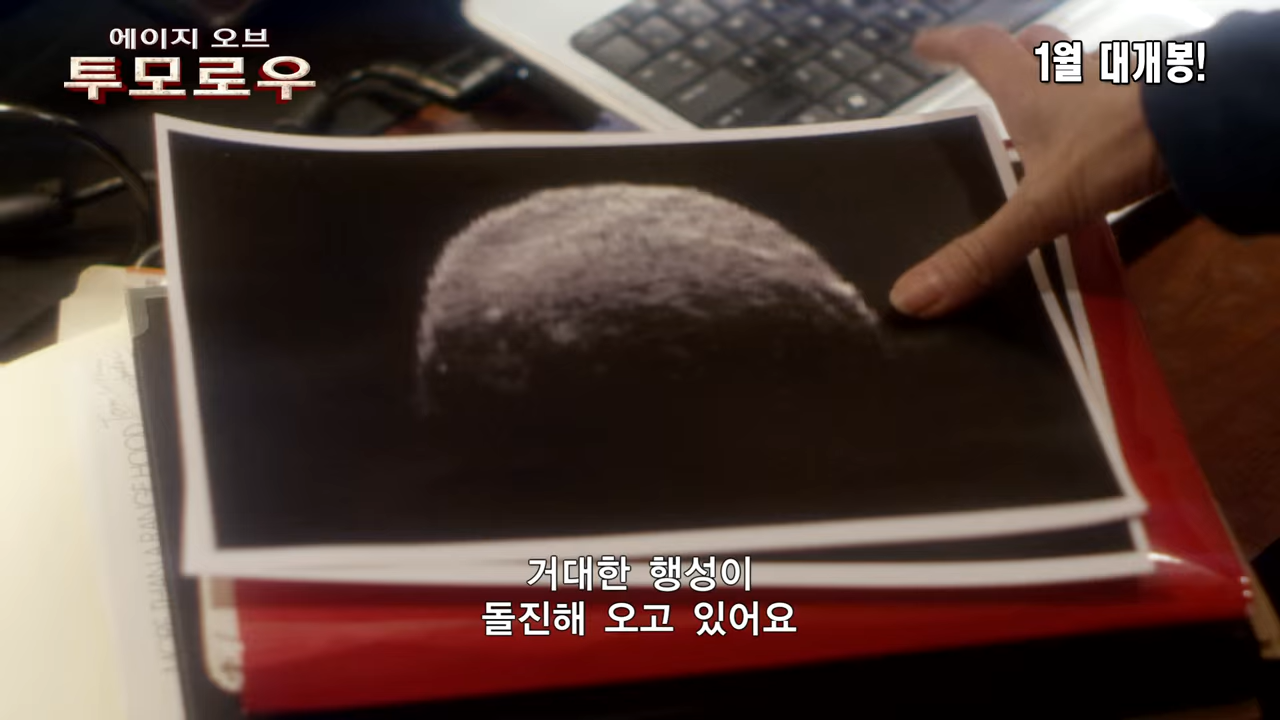 에이지 오브
투모로우
1월 대개봉!
거대한 행성이
돌진해 오고 있어요